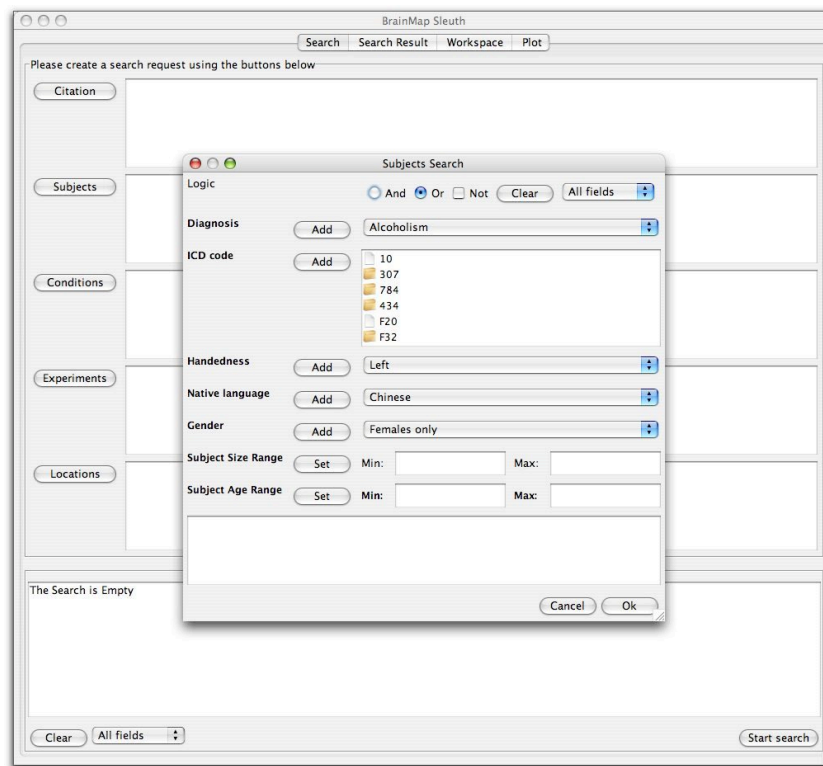 BrainMap Sleuth
Search Search Result Workspace Plot
Please create a search request using the buttons below
Citation
Subjects
Conditions
Experiments
Locations
Subjects Search
Logic And Or Not Clear All fields
Diagnosis Add Alcoholism
ICD code Add 10
307
784
434
F20
F32
Handedness Add Left
Native language Add Chinese
Gender Add Females only
Subject Size Range Set Min: Max:
Subject Age Range Set Min: Max:
Cancel Ok
The Search is Empty
Clear All fields Start search